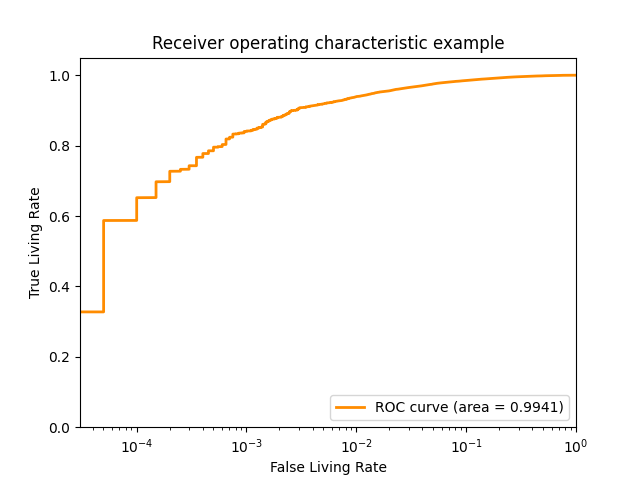 Receiver operating characteristic example
True Living Rate
1.0
0.8
0.6
0.4
0.2
0.0
ROC curve (area = 0.9941)
10⁻⁴ 10⁻³ 10⁻² 10⁻¹ 10⁰
False Living Rate